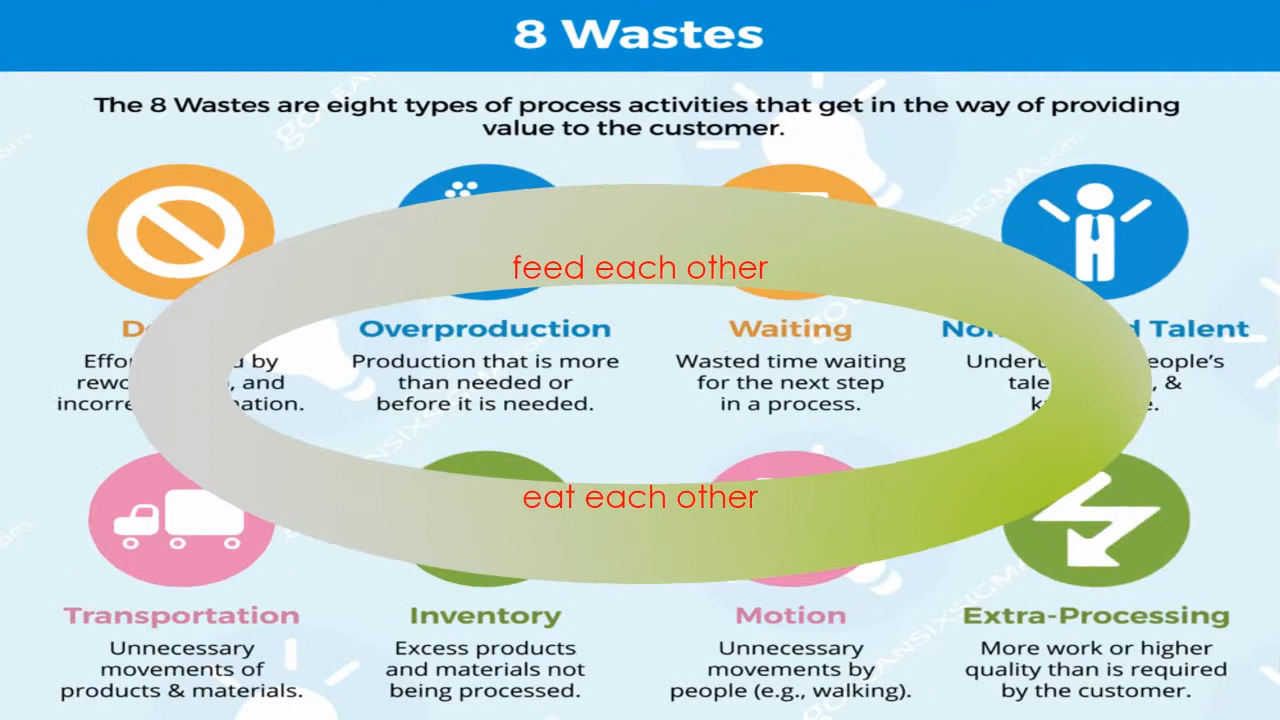 8 Wastes
The 8 Wastes are eight types of process activities that get in the way of providing
value to the customer.
feed each other
Overproduction
Waiting
Talent
by
Production that is more
Wasted time waiting
and
than needed or
for the next step
&
before it is needed.
in a process.
eat each other
Transportation
Inventory
Motion
Extra-Processing
Unnecessary
Excess products
Unnecessary
More work or higher
movements of
and materials not
movements by
quality than is required
products & materials.
being processed.
people (e.g., walking).
by the customer.